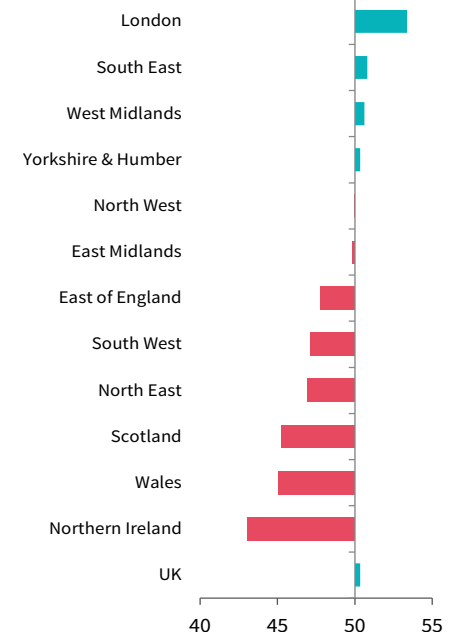 London
South East
West Midlands
Yorkshire & Humber
North West
East Midlands
East of England
South West
North East
Scotland
Wales
Northern Ireland
UK
40 45 50 55